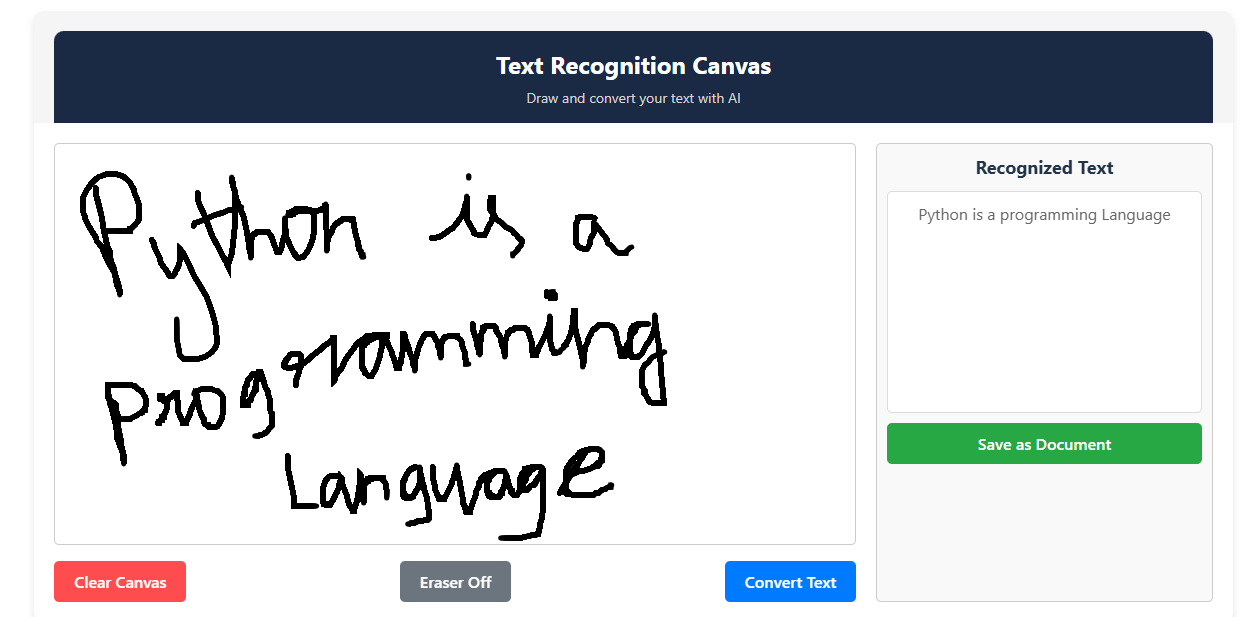 Text Recognition Canvas
Draw and convert your text with AI
Python is a
programming
Language
Recognized Text
Python is a programming Language
Save as Document
Clear Canvas
Eraser Off
Convert Text